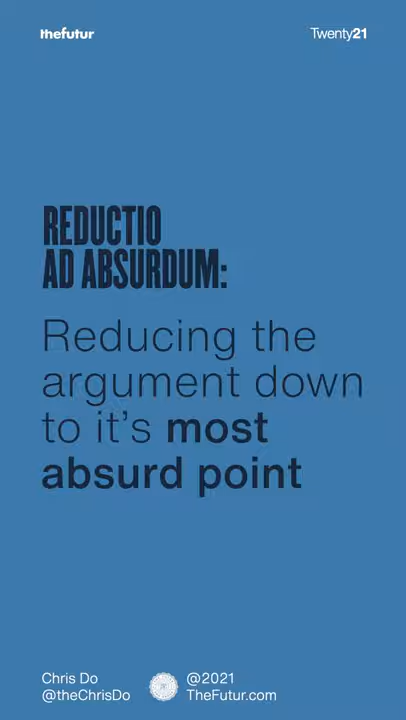 thefutur
Twenty21
REDUCTIO
AD ABSURDUM:
Reducing the
argument down
to it's most
absurd point
Chris Do
@theChrisDo
@2021
TheFutur.com